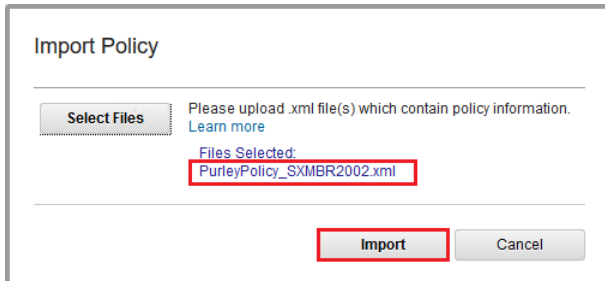 Import Policy
Select Files
Please upload .xml file(s) which contain policy information.
Learn more
Files Selected:
PurleyPolicy_SXMBR2002.xml
Import
Cancel